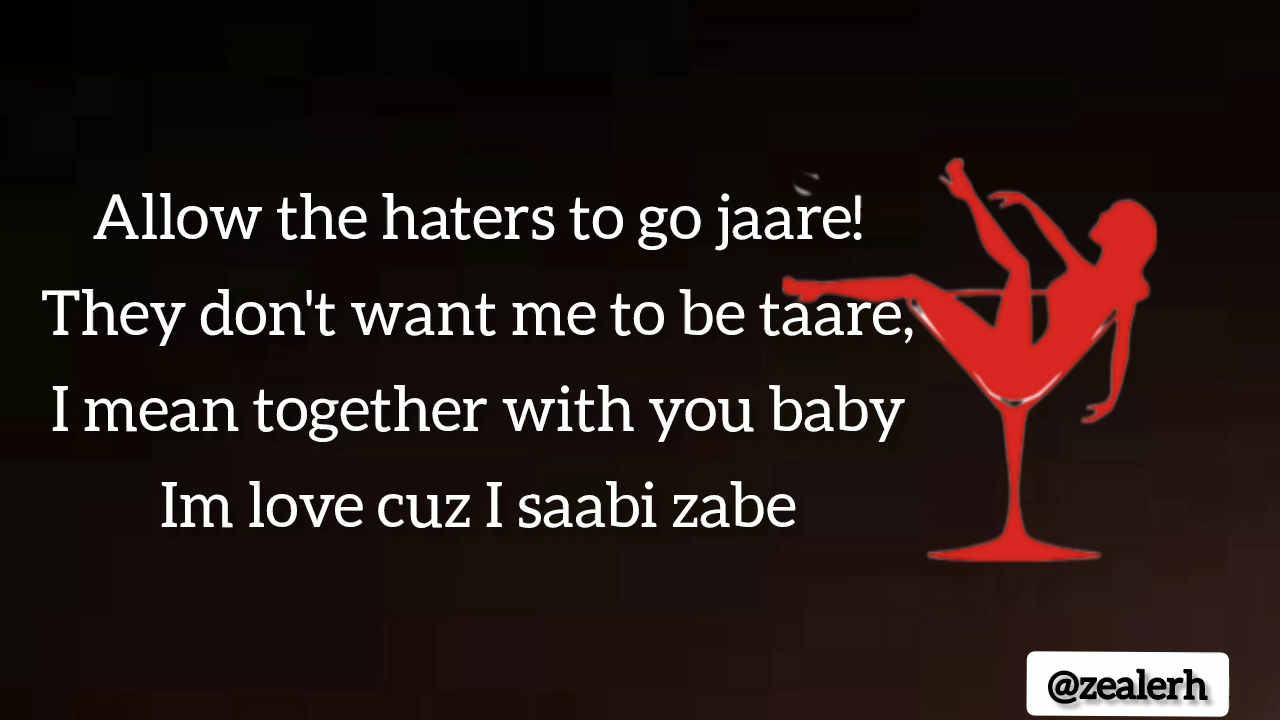 Allow the haters to go jaare!
They don't want me to be taare,
I mean together with you baby
Im love cuz I saabi zabe
@zealerh